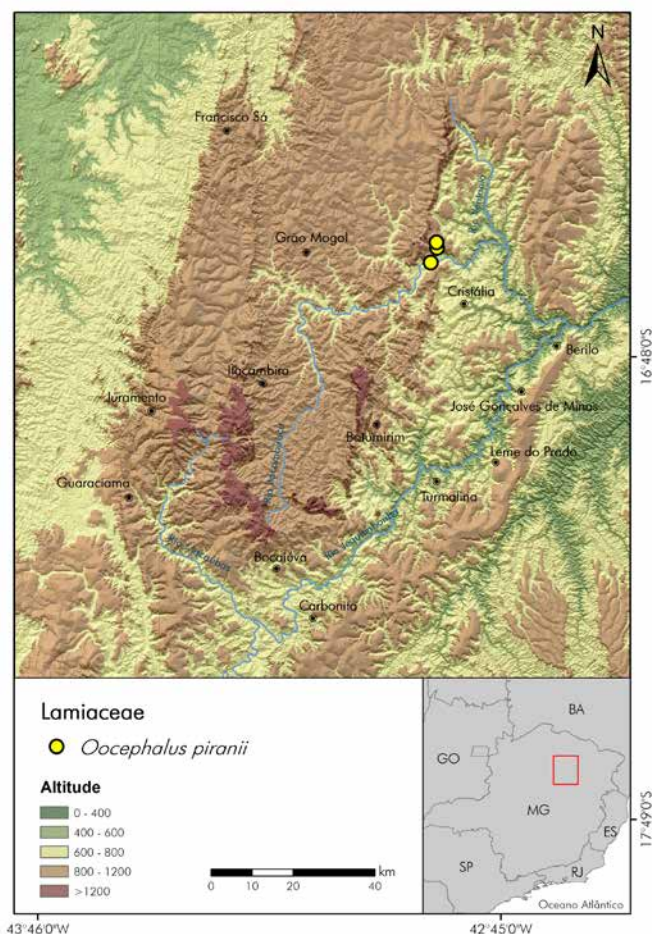 N
Francisco Sá
Grão Mogol
Cristália
16°48'0"S
Berilo
Itacambira
Juramento
José Gonçalves de Minas
Botumirim
Leme do Prado
Guaraciama
Turmalina
Rio Jequitinhonha
Bocaiúva
Carbonita
Lamiaceae
Oocephalus piranii
Altitude
0 - 400
400 - 600
600 - 800
800 - 1200
>1200
km
0 10 20 40
BA
GO
MG
ES
SP
RJ
Oceano Atlântico
17°49'0"S
43°46'0"W
42°45'0"W